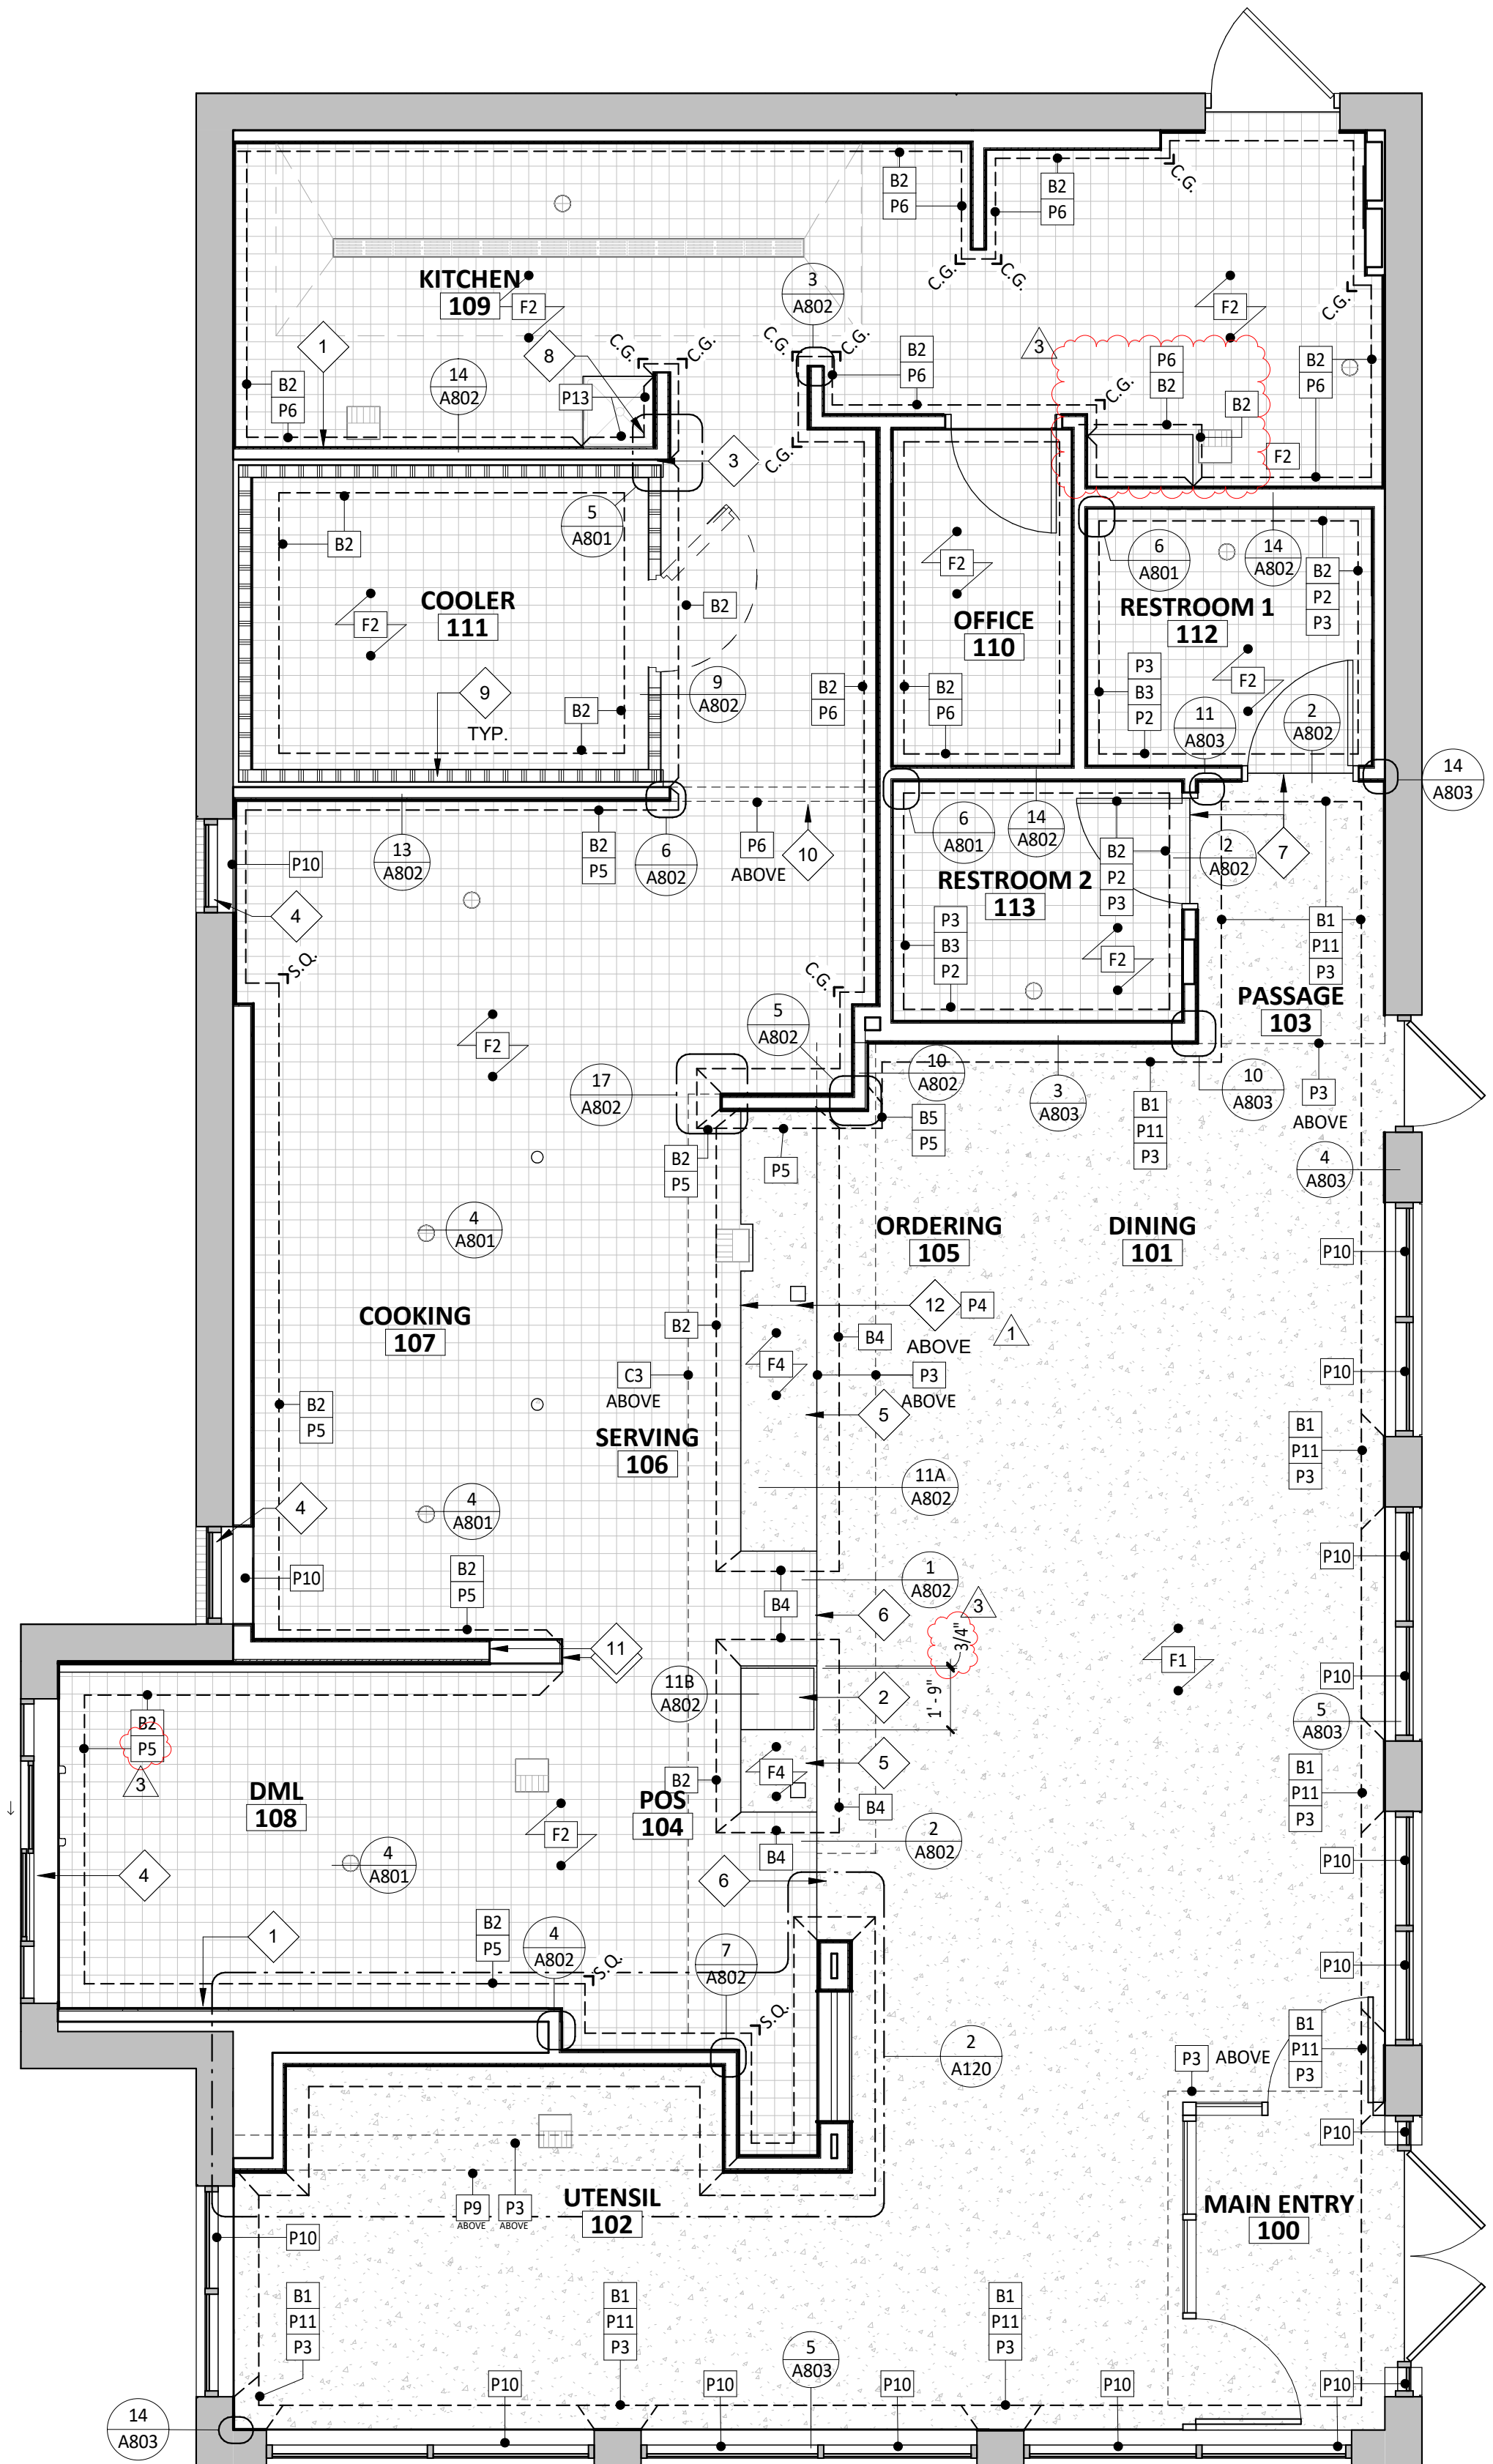 B2
P6
B2
P6
C.G.
C.G.
C.G.
KITCHEN
109
F2
3
A802
F2
C.G.
1
8
C.G.
C.G.
C.G.
C.G.
3
14
A802
B2
P6
P6
B2
B2
P6
B2
P6
P13
C.G.
B2
C.G.
3
F2
5
A801
B2
6
A801
14
A802
F2
B2
P2
P3
COOLER
111
F2
B2
OFFICE
110
RESTROOM 1
112
9
TYP.
B2
9
A802
B2
P6
B2
P6
P3
B3
P2
F2
11
A803
2
A802
14
A803
13
A802
B2
P5
6
A802
P6
ABOVE
10
6
A801
14
A802
B2
P2
P3
2
A802
7
P10
4
RESTROOM 2
113
P3
B3
P2
F2
B1
P11
P3
S.Q.
C.G.
PASSAGE
103
F2
5
A802
17
A802
10
A802
3
A803
10
A803
P3
ABOVE
B5
P5
B1
P11
P3
B2
P5
P5
4
A803
4
A801
ORDERING
105
DINING
101
P10
COOKING
107
B2
12
P4
ABOVE
1
B4
F4
C3
ABOVE
P3
ABOVE
P10
B2
P5
5
SERVING
106
B1
P11
P3
11A
A802
4
4
A801
P10
B2
P5
1
A802
P10
B4
6
3
3/4"
11
F1
11B
A802
2
1' - 9"
P10
B2
P5
3
5
A803
5
DML
108
B2
F4
POS
104
B4
B1
P11
P3
F2
2
A802
B4
4
A801
P10
4
6
1
B2
P5
4
A802
7
A802
S.Q.
P10
S.Q.
2
A120
B1
P11
P3
P3
ABOVE
P10
UTENSIL
102
P9
ABOVE
P3
ABOVE
MAIN ENTRY
100
P10
B1
P11
P3
B1
P11
P3
B1
P11
P3
5
A803
P10
P10
P10
P10
P10
14
A803